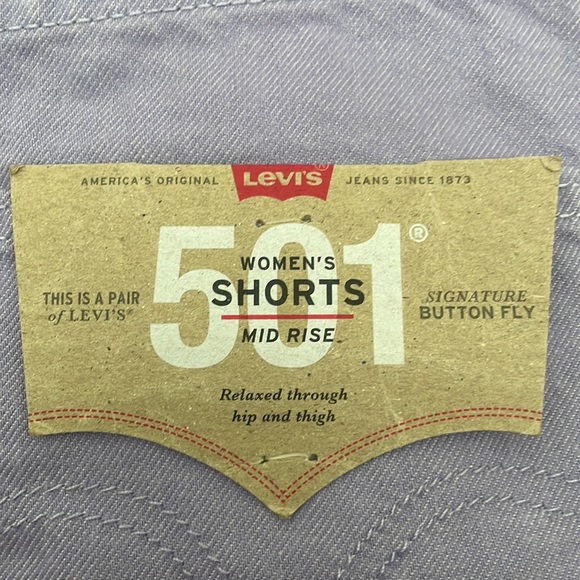 AMERICA'S ORIGINAL LEVI'S® JEANS SINCE 1873
501®
WOMEN'S
SHORTS
MID RISE
THIS IS A PAIR
of LEVI'S®
SIGNATURE
BUTTON FLY
Relaxed through
hip and thigh